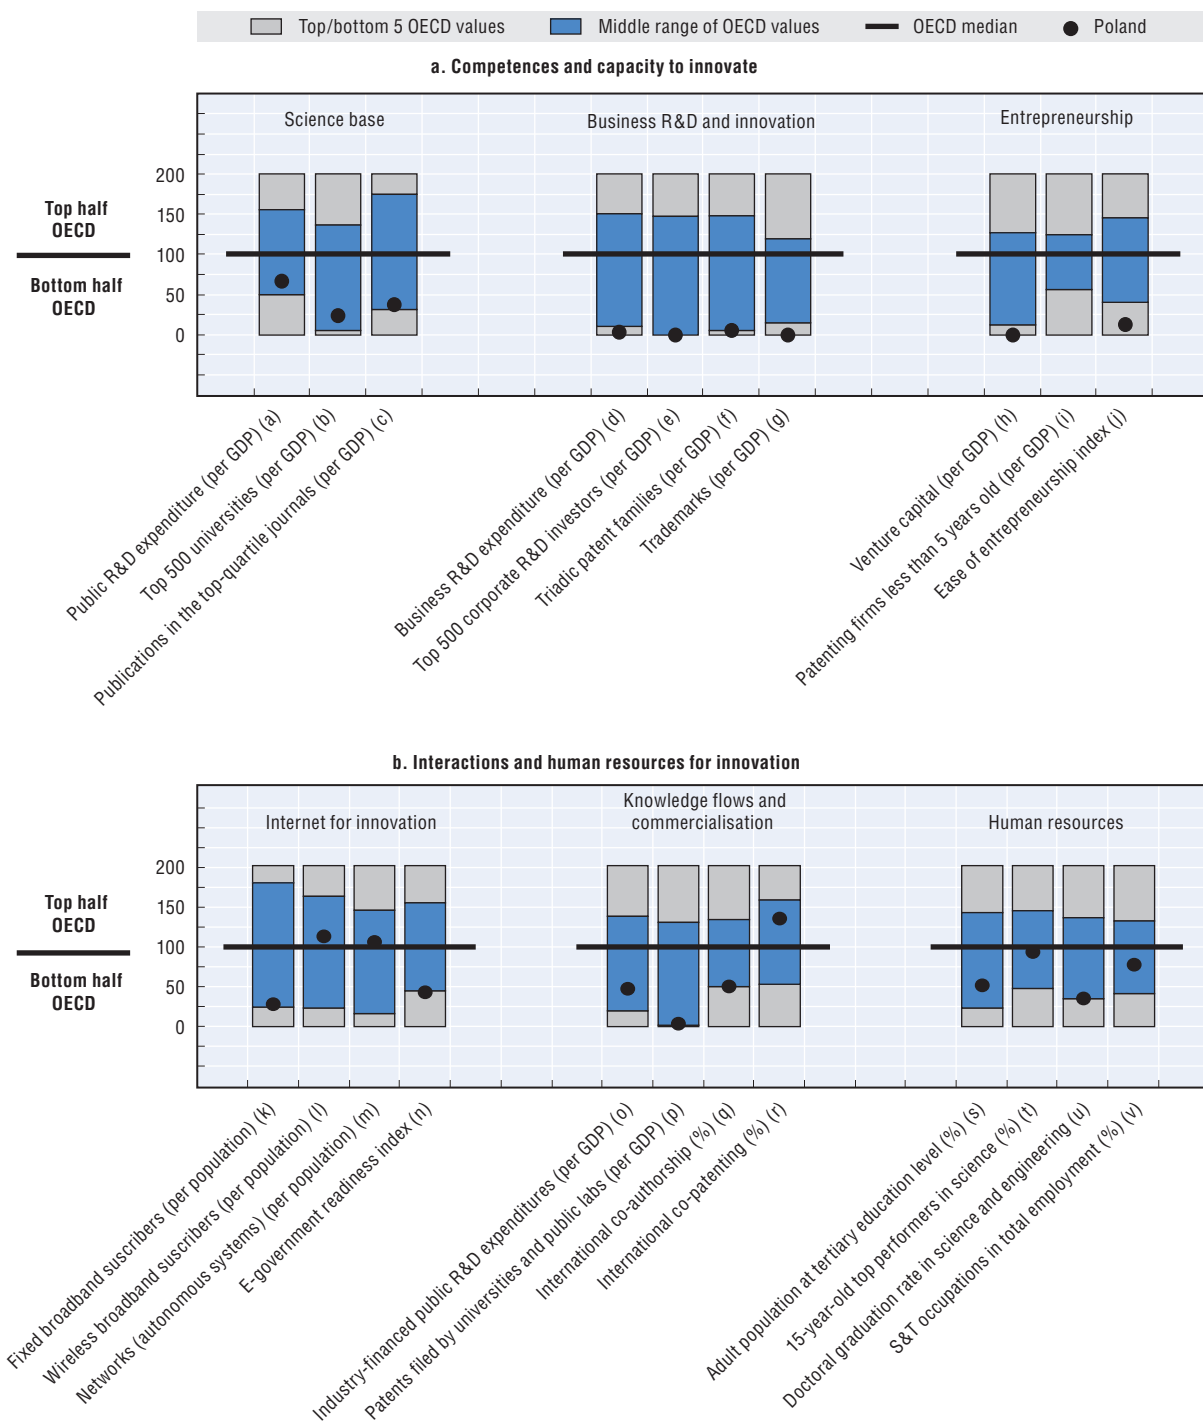 Top/bottom 5 OECD values Middle range of OECD values OECD median Poland
a. Competences and capacity to innovate
Science base Business R&D and innovation Entrepreneurship
200
150
100
50
0
Top half
OECD
Bottom half
OECD
Public R&D expenditure (per GDP) (a)
Top 500 universities (per GDP) (b)
Publications in the top-quartile journals (per GDP) (c)
Business R&D expenditure (per GDP) (d)
Top 500 corporate R&D investors (per GDP) (e)
Triadic patent families (per GDP) (f)
Trademarks (per GDP) (g)
Venture capital (per GDP) (h)
Patenting firms less than 5 years old (per GDP) (i)
Ease of entrepreneurship index (j)
b. Interactions and human resources for innovation
Internet for innovation
Knowledge flows and
commercialisation
Human resources
200
150
100
50
0
Top half
OECD
Bottom half
OECD
Fixed broadband suscribers (per population) (k)
Wireless broadband suscribers (per population) (l)
Networks (autonomous systems) (per population) (m)
E-government readiness index (n)
Industry-financed public R&D expenditures (per GDP) (o)
Patents filed by universities and public labs (per GDP) (p)
International co-authorship (%) (q)
International co-patenting (%) (r)
Adult population at tertiary education level (%) (s)
15-year-old top performers in science (%) (t)
Doctoral graduation rate in science and engineering (u)
S&T occupations in total employment (%) (v)